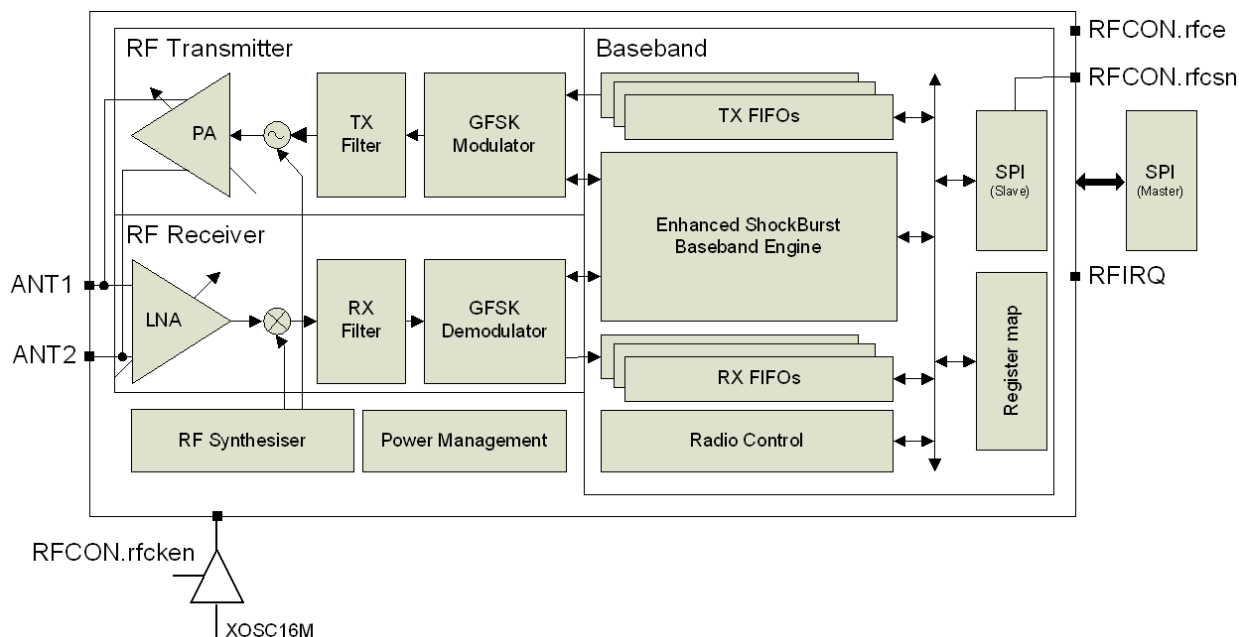 RF Transmitter
Baseband
RFCON.rfce
RFCON.rfcsn
PA
TX
Filter
GFSK
Modulator
TX FIFOs
SPI
(Slave)
SPI
(Master)
Enhanced ShockBurst
Baseband Engine
RF Receiver
ANT1
LNA
RX
Filter
GFSK
Demodulator
RFIRQ
ANT2
RX FIFOs
Register map
RF Synthesiser
Power Management
Radio Control
RFCON.rfcken
XOSC16M